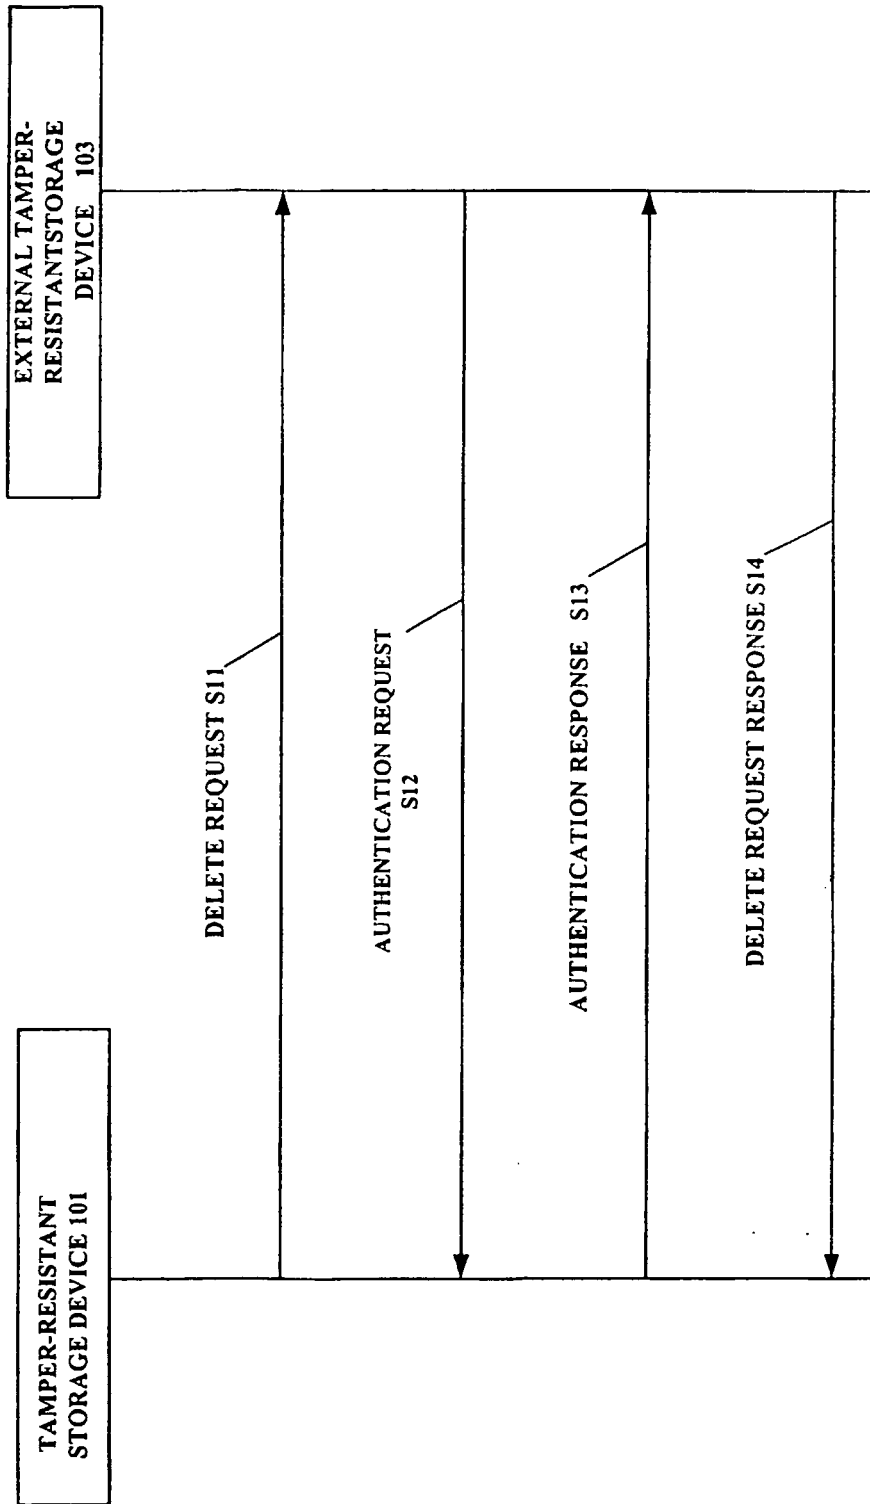 TAMPER-RESISTANT
STORAGE DEVICE 101
EXTERNAL TAMPER-
RESISTANTSTORAGE
DEVICE 103
DELETE REQUEST S11
AUTHENTICATION REQUEST
S12
AUTHENTICATION RESPONSE S13
DELETE REQUEST RESPONSE S14